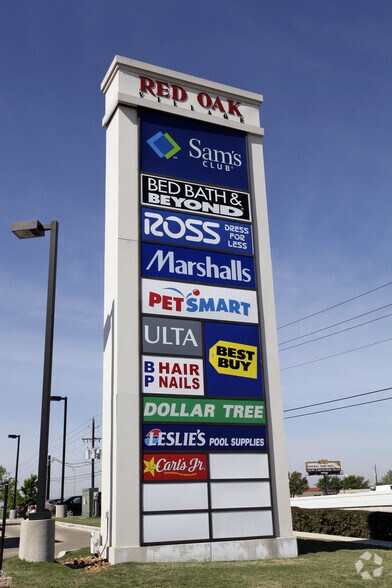 RED OAK
VILLAGE
Sam's
CLUB
BED BATH &
BEYOND
ROSS DRESS
FOR
LESS
Marshalls
PETSMART
ULTA
BEST
BUY
B HAIR
P NAILS
DOLLAR TREE
LESLIE'S POOL SUPPLIES
Carl's Jr.